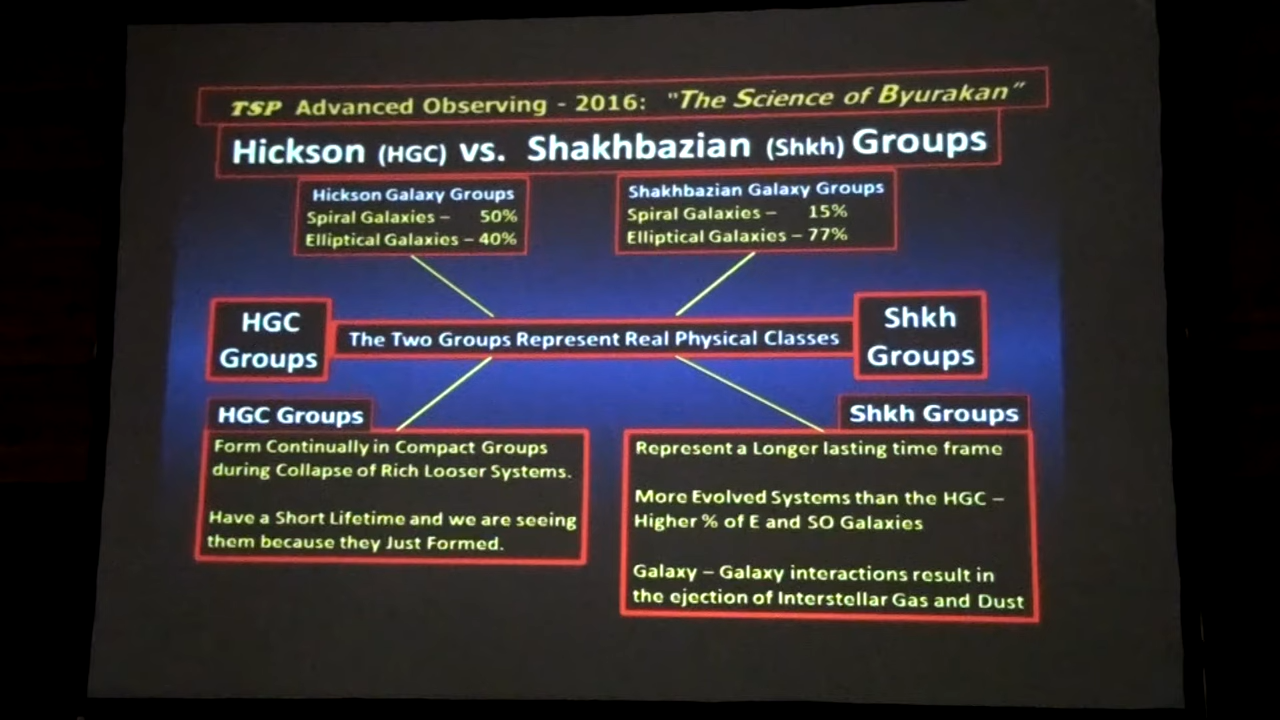 TSP Advanced Observing - 2016: "The Science of Byurakan"
Hickson (HGC) vs. Shakhbazian (Shkh) Groups
Hickson Galaxy Groups
Spiral Galaxies – 50%
Elliptical Galaxies – 40%
Shakhbazian Galaxy Groups
Spiral Galaxies – 15%
Elliptical Galaxies – 77%
HGC
Groups
The Two Groups Represent Real Physical Classes
Shkh
Groups
HGC Groups
Form Continually in Compact Groups
during Collapse of Rich Looser Systems.
Have a Short Lifetime and we are seeing
them because they Just Formed.
Shkh Groups
Represent a Longer lasting time frame
More Evolved Systems than the HGC –
Higher % of E and SO Galaxies
Galaxy – Galaxy interactions result in
the ejection of Interstellar Gas and Dust